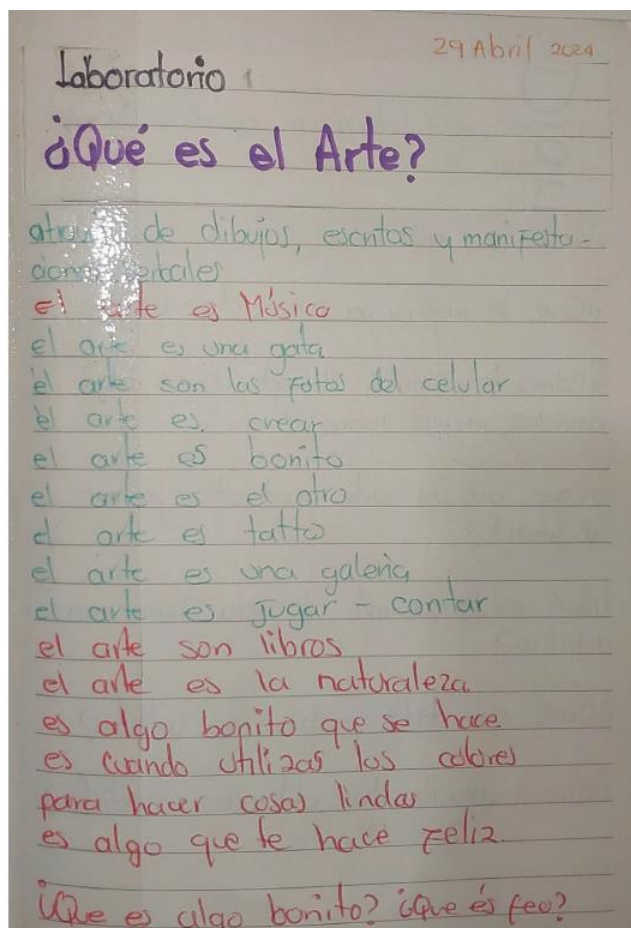 29 Abril 2024
Laboratorio 1
¿Qué es el Arte?
de dibujos, escritos y manifesta-
ciones verbales
el arte es Música
el arte es una gata
el arte son las fotos del celular
el arte es. crear
el arte es bonito
el arte es el otro
el arte es tatto
el arte es una galeria
el arte es Jugar - contar
el arte son libros
el arte es la naturaleza
es algo bonito que se hace
es cuando utilizas los colores
para hacer cosas lindas
es algo que te hace Feliz.
¿Que es algo bonito? ¿Que és feo?